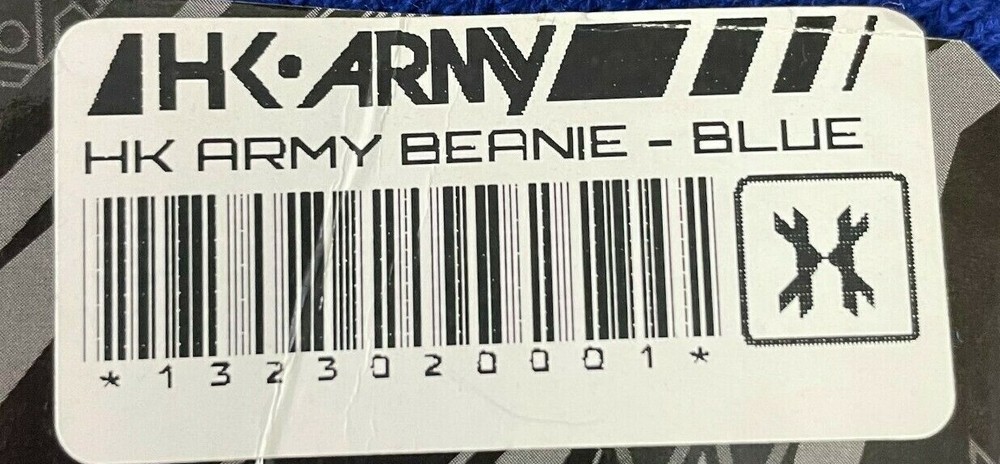 HK·ARMY
HK ARMY BEANIE - BLUE
*1323020001*